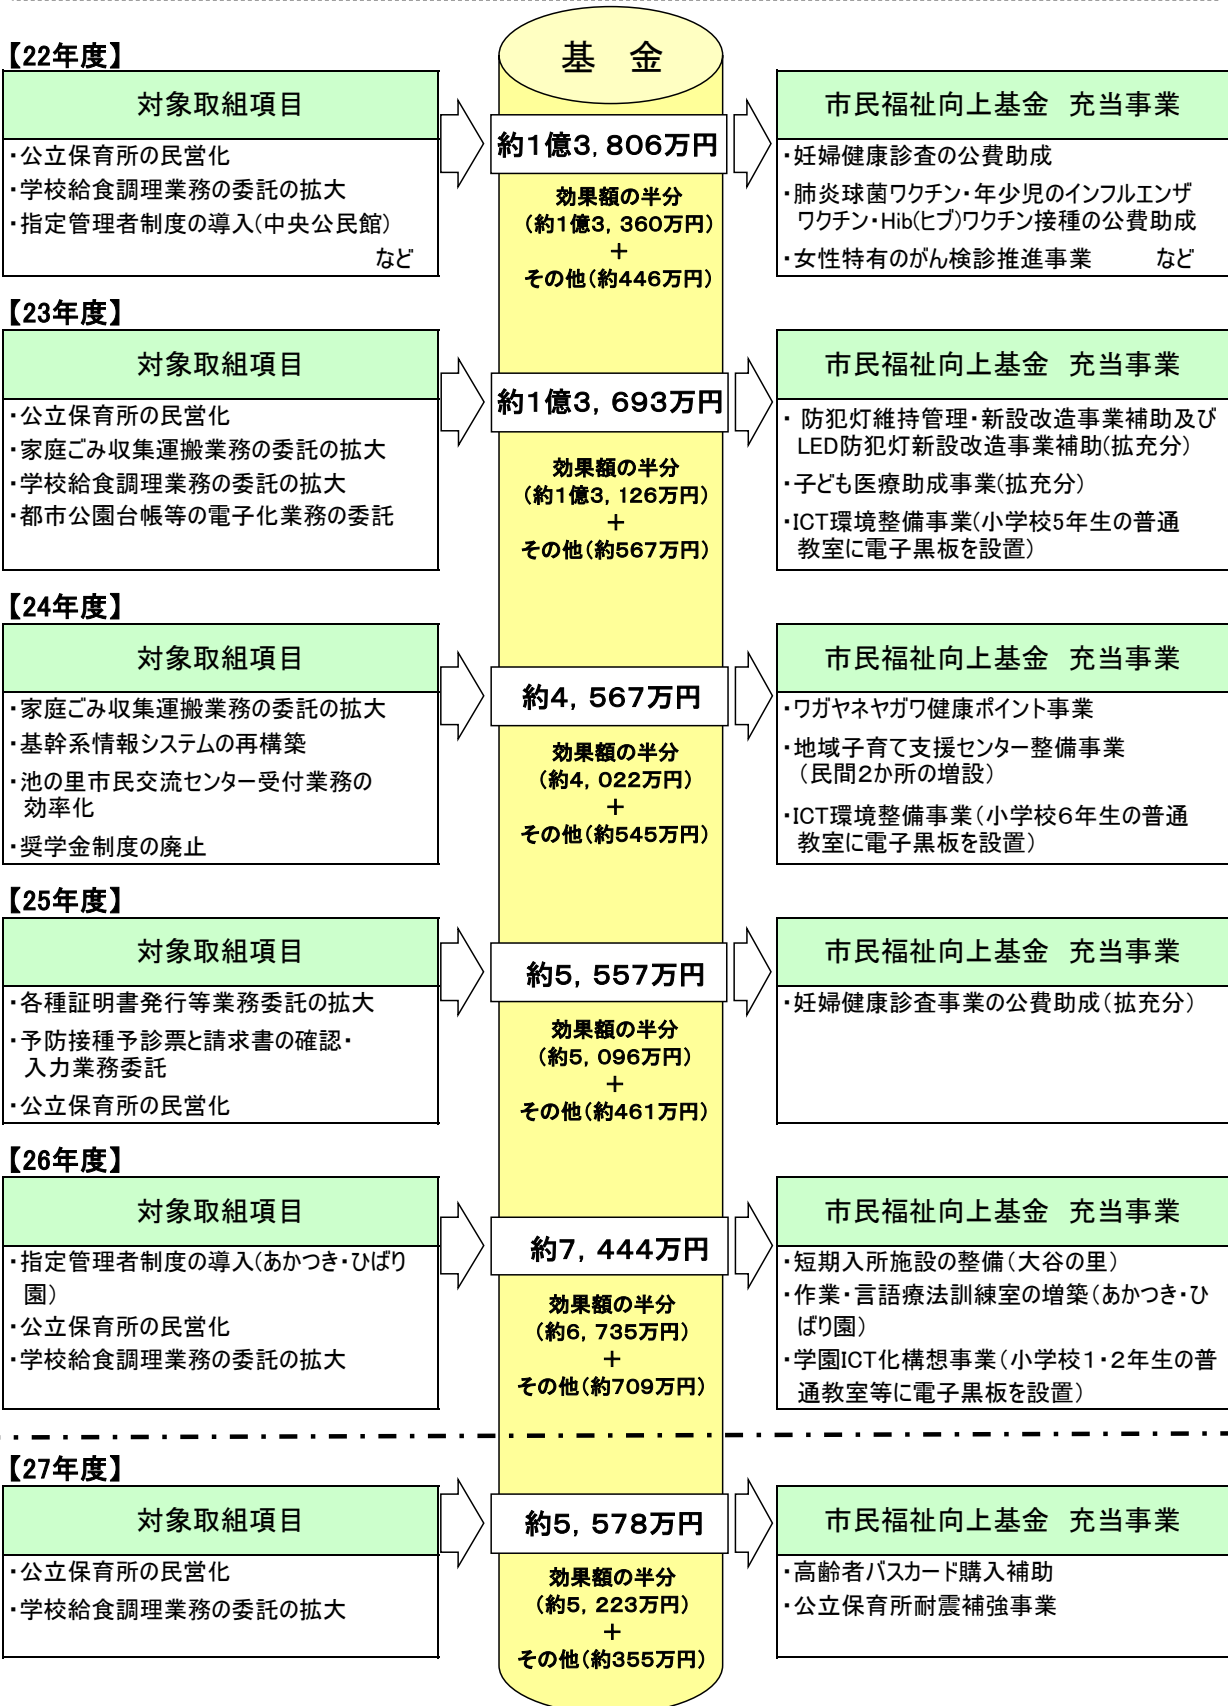 基　金
【22年度】
対象取組項目
・公立保育所の民営化
・学校給食調理業務の委託の拡大
・指定管理者制度の導入(中央公民館)
など
約1億3,806万円
効果額の半分
(約1億3,360万円)
＋
その他(約446万円)
市民福祉向上基金　充当事業
・妊婦健康診査の公費助成
・肺炎球菌ワクチン・年少児のインフルエンザ
ワクチン・Hib(ヒブ)ワクチン接種の公費助成
・女性特有のがん検診推進事業　　など
【23年度】
対象取組項目
・公立保育所の民営化
・家庭ごみ収集運搬業務の委託の拡大
・学校給食調理業務の委託の拡大
・都市公園台帳等の電子化業務の委託
約1億3,693万円
効果額の半分
(約1億3,126万円)
＋
その他(約567万円)
市民福祉向上基金　充当事業
・防犯灯維持管理・新設改造事業補助及び
LED防犯灯新設改造事業補助(拡充分)
・子ども医療助成事業(拡充分)
・ICT環境整備事業(小学校5年生の普通
教室に電子黒板を設置)
【24年度】
対象取組項目
・家庭ごみ収集運搬業務の委託の拡大
・基幹系情報システムの再構築
・池の里市民交流センター受付業務の
効率化
・奨学金制度の廃止
約4,567万円
効果額の半分
(約4,022万円)
＋
その他(約545万円)
市民福祉向上基金　充当事業
・ワガヤネヤガワ健康ポイント事業
・地域子育て支援センター整備事業
(民間2か所の増設)
・ICT環境整備事業(小学校6年生の普通
教室に電子黒板を設置)
【25年度】
対象取組項目
・各種証明書発行等業務委託の拡大
・予防接種予診票と請求書の確認・
入力業務委託
・公立保育所の民営化
約5,557万円
効果額の半分
(約5,096万円)
＋
その他(約461万円)
市民福祉向上基金　充当事業
・妊婦健康診査事業の公費助成(拡充分)
【26年度】
対象取組項目
・指定管理者制度の導入(あかつき・ひばり
園)
・公立保育所の民営化
・学校給食調理業務の委託の拡大
約7,444万円
効果額の半分
(約6,735万円)
＋
その他(約709万円)
市民福祉向上基金　充当事業
・短期入所施設の整備(大谷の里)
・作業・言語療法訓練室の増築(あかつき・ひ
ばり園)
・学園ICT化構想事業(小学校1・2年生の普
通教室等に電子黒板を設置)
【27年度】
対象取組項目
・公立保育所の民営化
・学校給食調理業務の委託の拡大
約5,578万円
効果額の半分
(約5,223万円)
＋
その他(約355万円)
市民福祉向上基金　充当事業
・高齢者バスカード購入補助
・公立保育所耐震補強事業